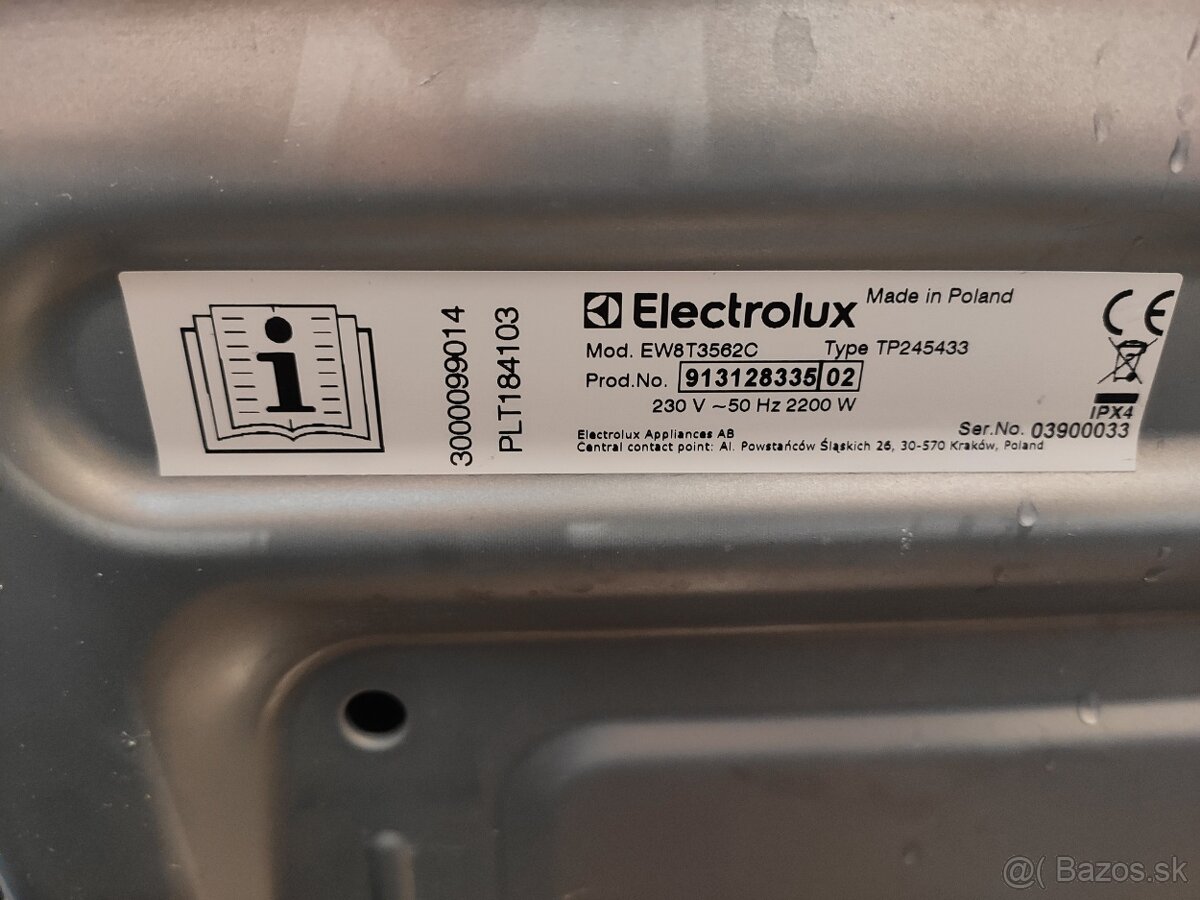 i
3000099014
PLT184103
Electrolux
Made in Poland
Mod. EW8T3562C
Type TP245433
Prod.No. 913128335 02
230 V ~50 Hz 2200 W
CE
IPX4
Ser.No. 03900033
Electrolux Appliances AB
Central contact point: Al. Powstańców Śląskich 26, 30-570 Kraków, Poland
@( Bazos.sk